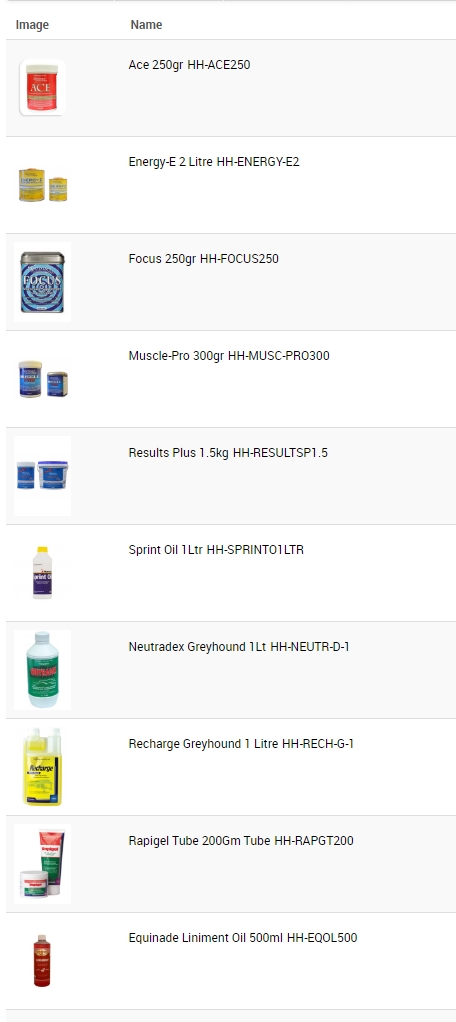 Image Name
Ace 250gr HH-ACE250
ACE
Energy-E 2 Litre HH-ENERGY-E2
ENERGY-E
Focus 250gr HH-FOCUS250
FOCUS
Muscle-Pro 300gr HH-MUSC-PRO300
Results Plus 1.5kg HH-RESULTSP1.5
Sprint Oil 1Ltr HH-SPRINTO1LTR
Neutradex Greyhound 1Lt HH-NEUTR-D-1
Recharge Greyhound 1 Litre HH-RECH-G-1
Recharge
Rapigel Tube 200Gm Tube HH-RAPGT200
Rapigel
Equinade Liniment Oil 500ml HH-EQOL500